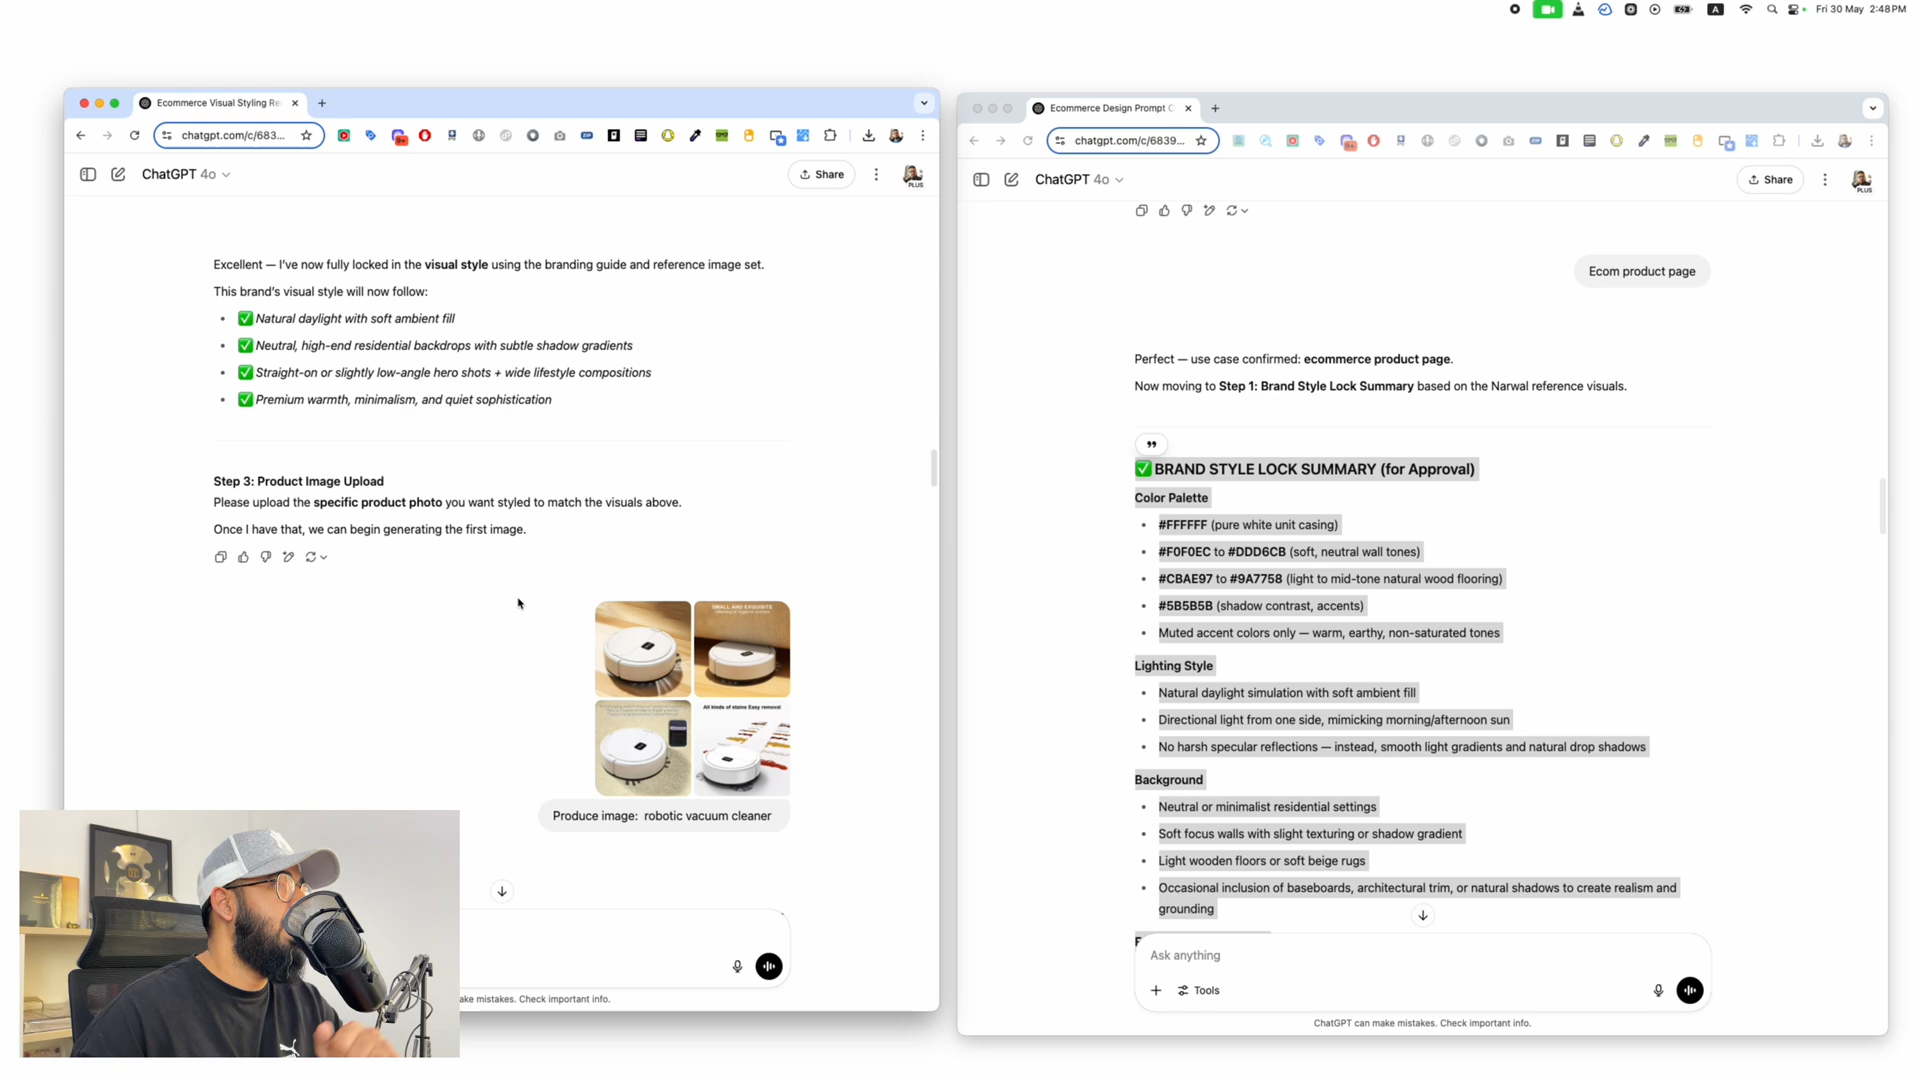 Fri 30 May 2:48PM
A
Ecommerce Visual Styling Re
chatgpt.com/c/683...
ChatGPT 4o
Share
PLUS
Excellent — I've now fully locked in the visual style using the branding guide and reference image set.
This brand's visual style will now follow:
• ✅ Natural daylight with soft ambient fill
• ✅ Neutral, high-end residential backdrops with subtle shadow gradients
• ✅ Straight-on or slightly low-angle hero shots + wide lifestyle compositions
• ✅ Premium warmth, minimalism, and quiet sophistication
Step 3: Product Image Upload
Please upload the specific product photo you want styled to match the visuals above.
Once I have that, we can begin generating the first image.
SMALL AND EXQUISITE
All kinds of stains Easy removal
Produce image:  robotic vacuum cleaner
ake mistakes. Check important info.
Ecommerce Design Prompt C
chatgpt.com/c/6839...
ChatGPT 4o
Share
PLUS
Ecom product page
Perfect — use case confirmed: ecommerce product page.
Now moving to Step 1: Brand Style Lock Summary based on the Narwal reference visuals.
✅ BRAND STYLE LOCK SUMMARY (for Approval)
Color Palette
• #FFFFFF (pure white unit casing)
• #F0F0EC to #DDD6CB (soft, neutral wall tones)
• #CBAE97 to #9A7758 (light to mid-tone natural wood flooring)
• #5B5B5B (shadow contrast, accents)
• Muted accent colors only — warm, earthy, non-saturated tones
Lighting Style
• Natural daylight simulation with soft ambient fill
• Directional light from one side, mimicking morning/afternoon sun
• No harsh specular reflections — instead, smooth light gradients and natural drop shadows
Background
• Neutral or minimalist residential settings
• Soft focus walls with slight texturing or shadow gradient
• Light wooden floors or soft beige rugs
• Occasional inclusion of baseboards, architectural trim, or natural shadows to create realism and
grounding
Ask anything
Tools
ChatGPT can make mistakes. Check important info.